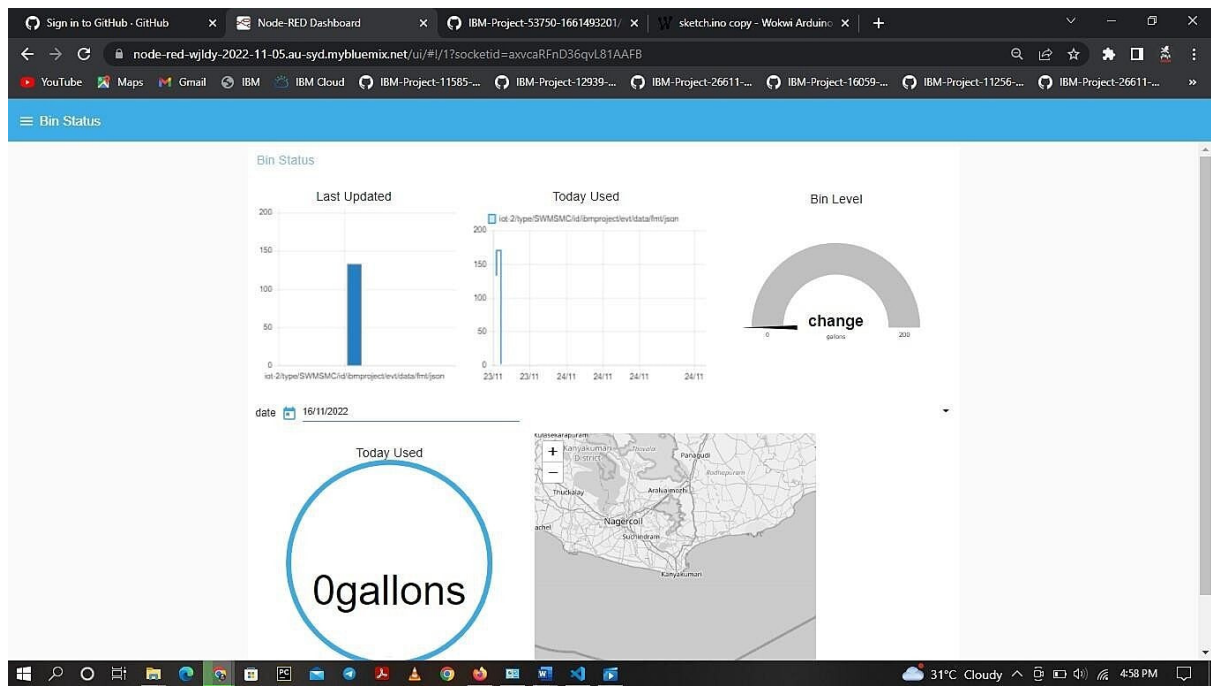 Sign in to GitHub · GitHub
Node-RED Dashboard
IBM-Project-53750-1661493201/
sketch.ino copy - Wokwi Arduino
node-red-wjldy-2022-11-05.au-syd.mybluemix.net/ui/#!/1?socketid=axvcaRFnD36qvL81AAFB
YouTube
Maps
Gmail
IBM
IBM Cloud
IBM-Project-11585-...
IBM-Project-12939-...
IBM-Project-26611-...
IBM-Project-16059-...
IBM-Project-11256-...
IBM-Project-26611-...
»
Bin Status
Bin Status
Last Updated
200
150
100
50
0
iot-2/type/SWMSMC/id/ibmproject/evt/data/fmt/json
Today Used
iot-2/type/SWMSMC/id/ibmproject/evt/data/fmt/json
200
150
100
50
0
23/11 23/11 24/11 24/11 24/11 24/11
Bin Level
change
0 gallons 200
date 16/11/2022
Today Used
0gallons
+
−
Kanyakumari
District
Panagudi
Radhapuram
Thuckalay
Aralvaimozhi
Nagercoil
Suchindram
Kanyakumari
31°C Cloudy
4:58 PM